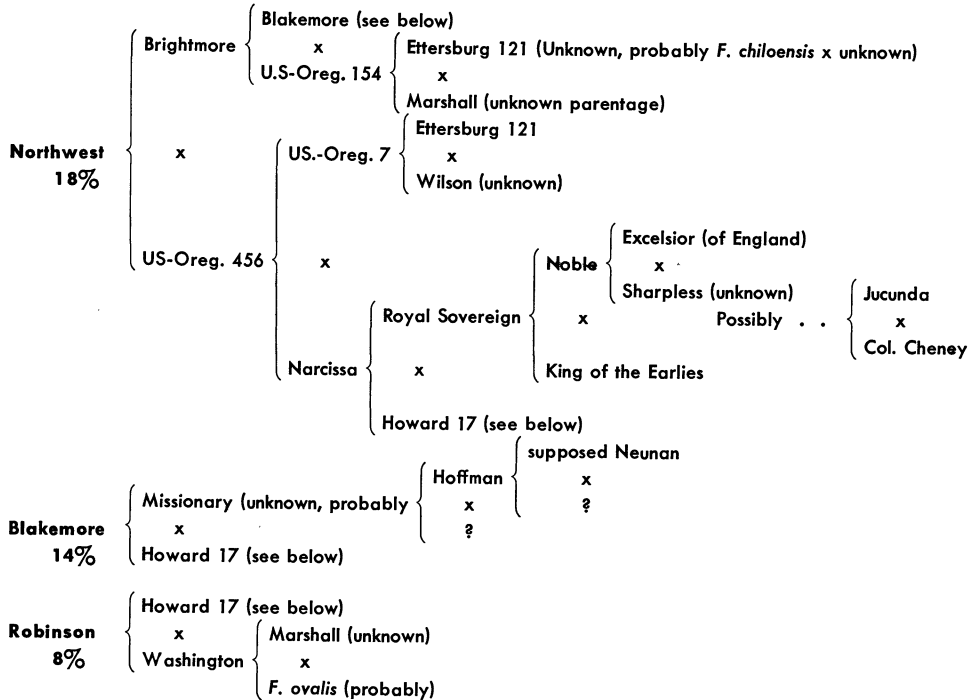 Blakemore (see below)
Brightmore
x
Ettersburg 121 (Unknown, probably F. chiloensis x unknown)
U.S-Oreg. 154
x
Marshall (unknown parentage)
Ettersburg 121
Northwest
x
US.-Oreg. 7
x
18%
Wilson (unknown)
Excelsior (of England)
US-Oreg. 456
x
Noble
x
Sharpless (unknown)
Jucunda
Royal Sovereign
x
Possibly . .
x
Col. Cheney
Narcissa
x
King of the Earlies
Howard 17 (see below)
supposed Neunan
Hoffman
x
Missionary (unknown, probably
x
?
Blakemore
x
?
14%
Howard 17 (see below)
Howard 17 (see below)
Robinson
x
Marshall (unknown)
8%
Washington
x
F. ovalis (probably)